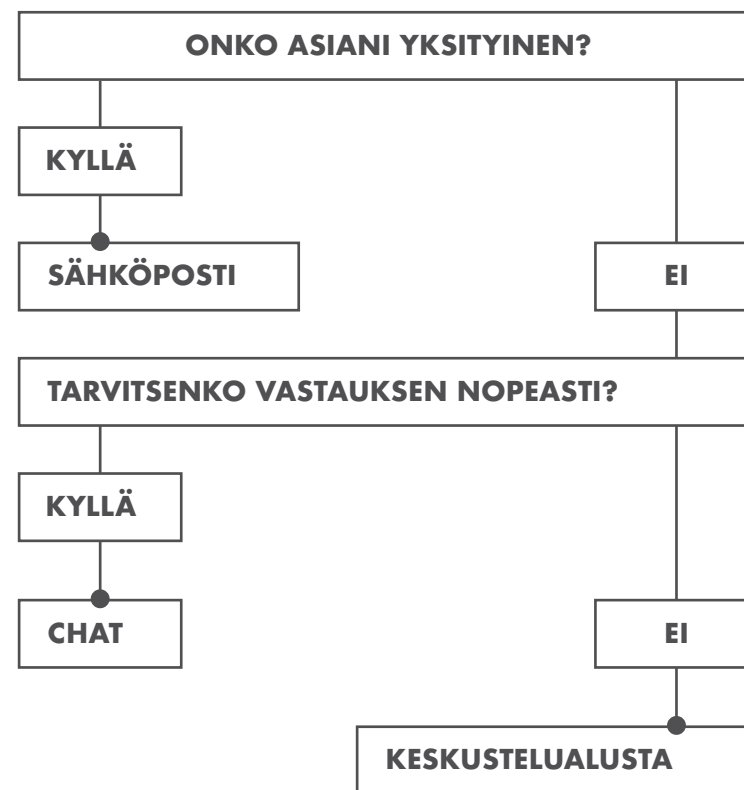 ONKO ASIANI YKSITYINEN?
KYLLÄ
SÄHKÖPOSTI
EI
TARVITSENKO VASTAUKSEN NOPEASTI?
KYLLÄ
CHAT
EI
KESKUSTELUALUSTA